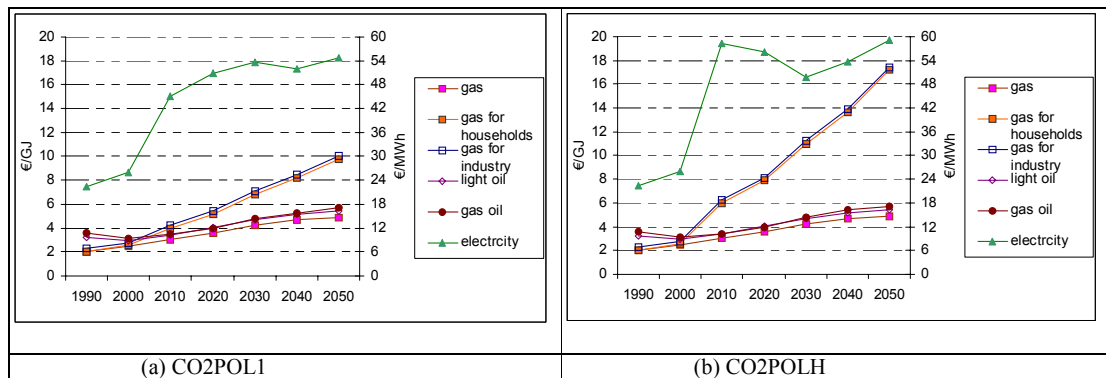 20
18
16
14
12
10
8
6
4
2
0
€/GJ
60
54
48
42
36
30
24
18
12
6
0
€/MWh
1990 2000 2010 2020 2030 2040 2050
gas
gas for
households
gas for
industry
light oil
gas oil
electrcity
20
18
16
14
12
10
8
6
4
2
0
€/GJ
60
54
48
42
36
30
24
18
12
6
0
€/MWh
1990 2000 2010 2020 2030 2040 2050
gas
gas for
households
gas for
industry
light oil
gas oil
electrcity
(a) CO2POL1
(b) CO2POLH